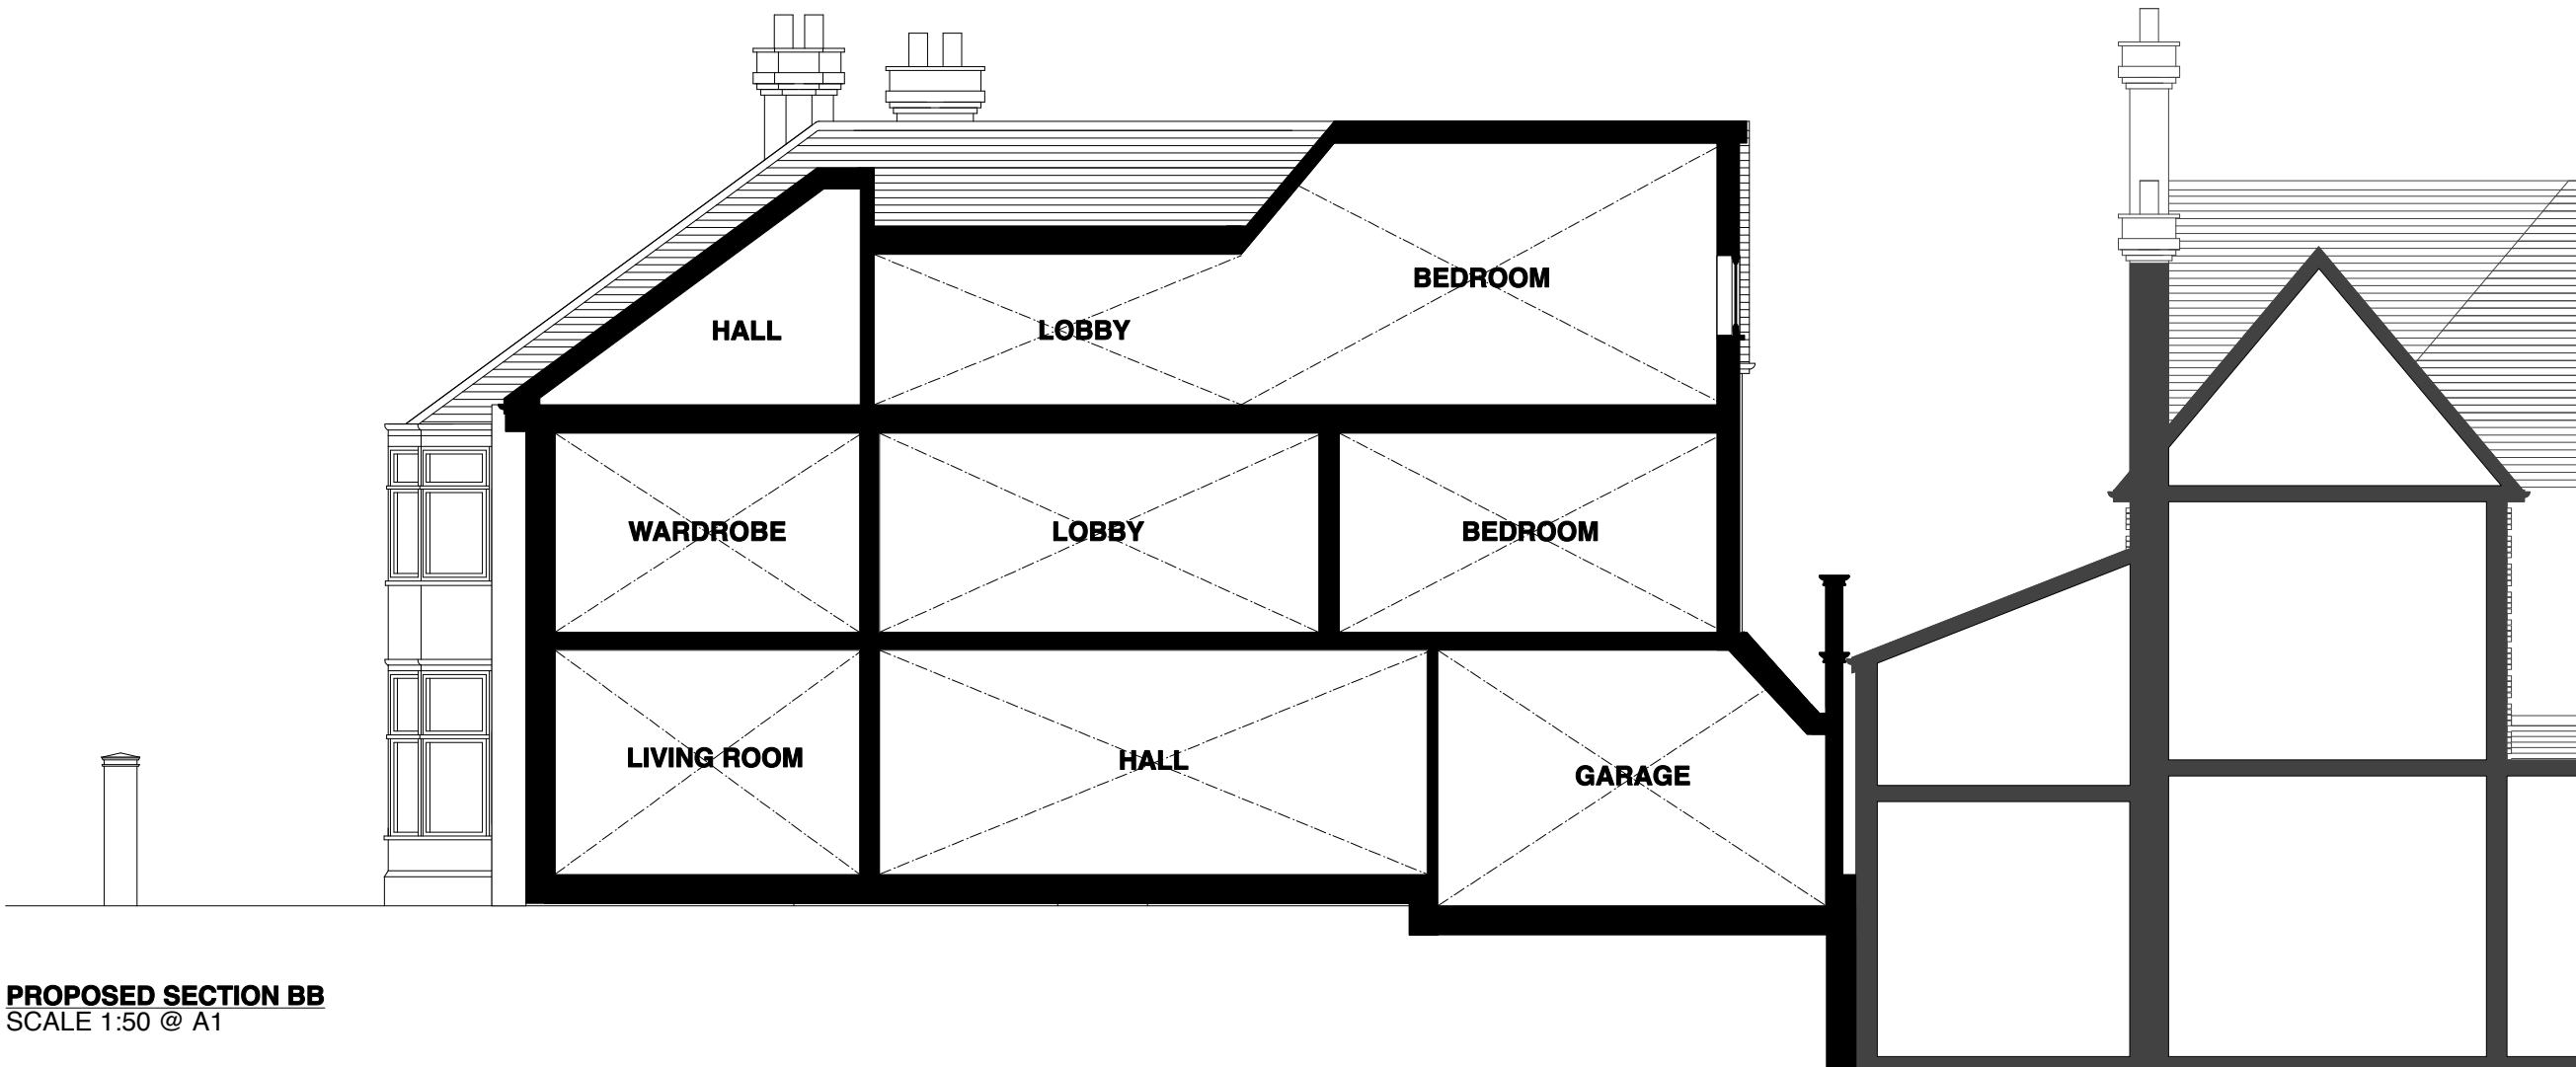 BEDROOM
HALL
LOBBY
WARDROBE
LOBBY
BEDROOM
LIVING ROOM
HALL
GARAGE
PROPOSED SECTION BB
SCALE 1:50 @ A1